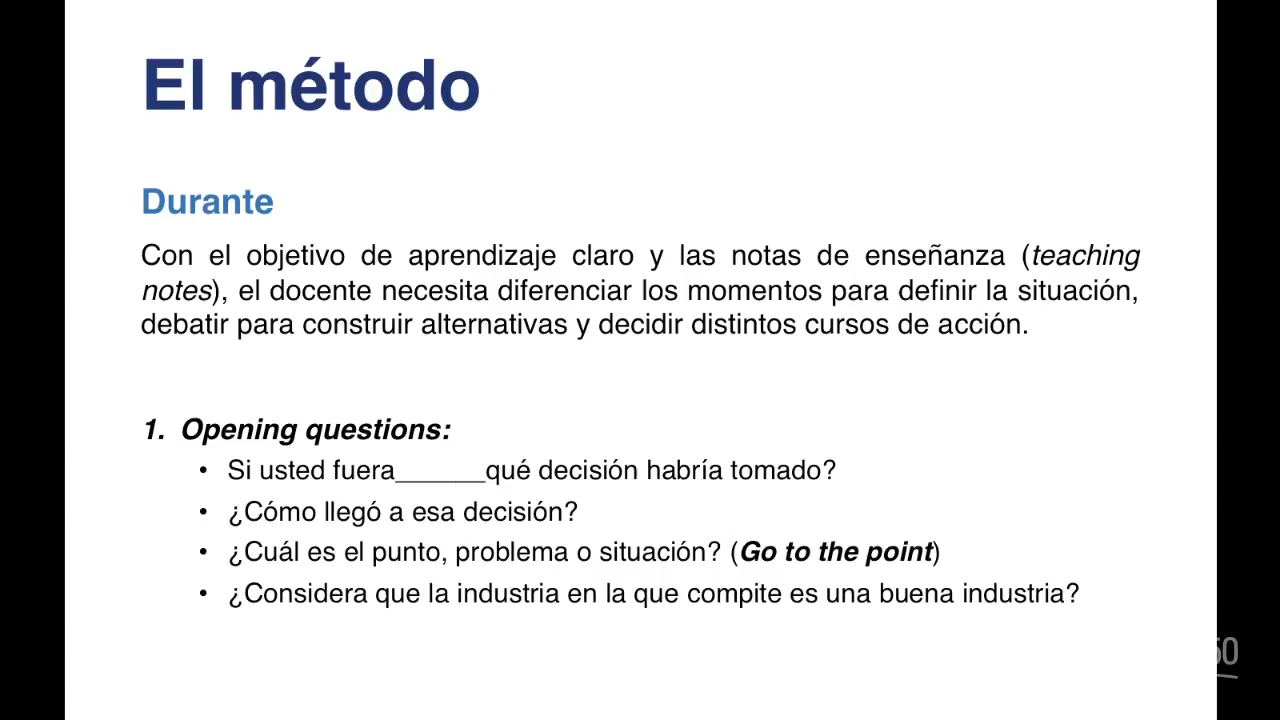 El método
Durante
Con el objetivo de aprendizaje claro y las notas de enseñanza (teaching
notes), el docente necesita diferenciar los momentos para definir la situación,
debatir para construir alternativas y decidir distintos cursos de acción.
1. Opening questions:
• Si usted fuera______qué decisión habría tomado?
• ¿Cómo llegó a esa decisión?
• ¿Cuál es el punto, problema o situación? (Go to the point)
• ¿Considera que la industria en la que compite es una buena industria?